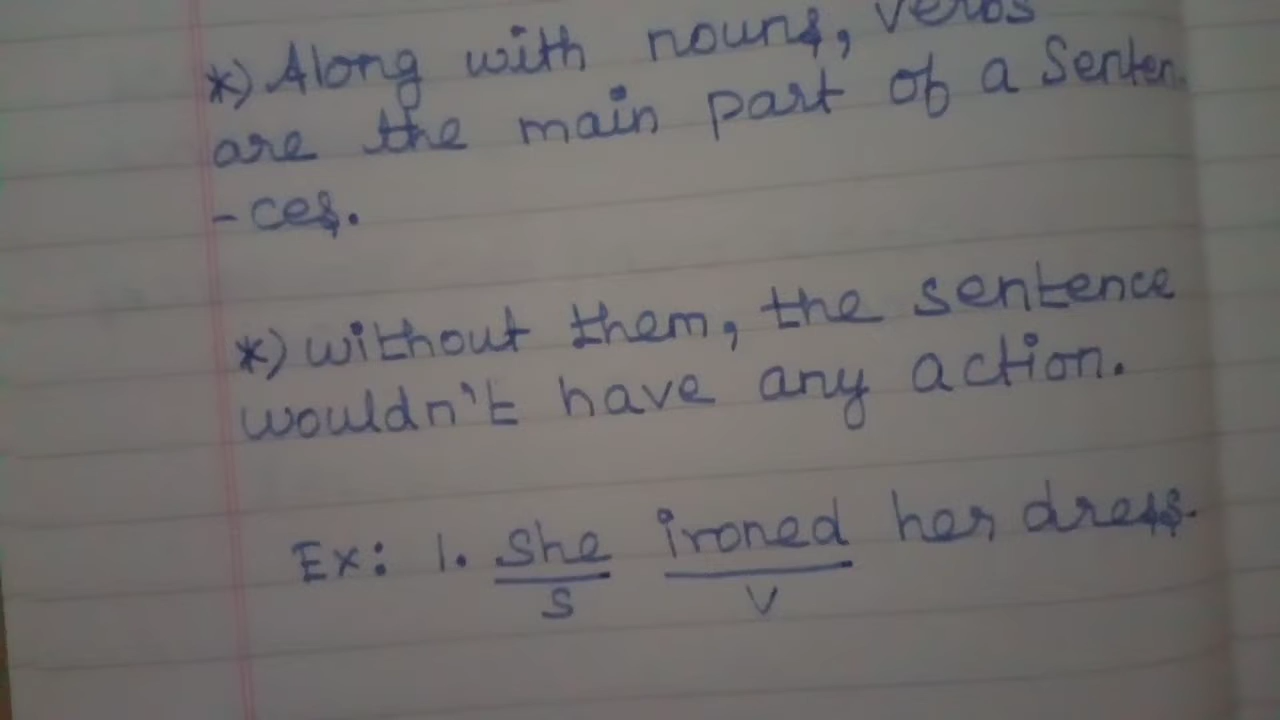 *) Along with nouns, verbs
are the main part of a Senten
-ces.
*) without them, the sentence
wouldn't have any action.
Ex: 1. She ironed her dress.
S V